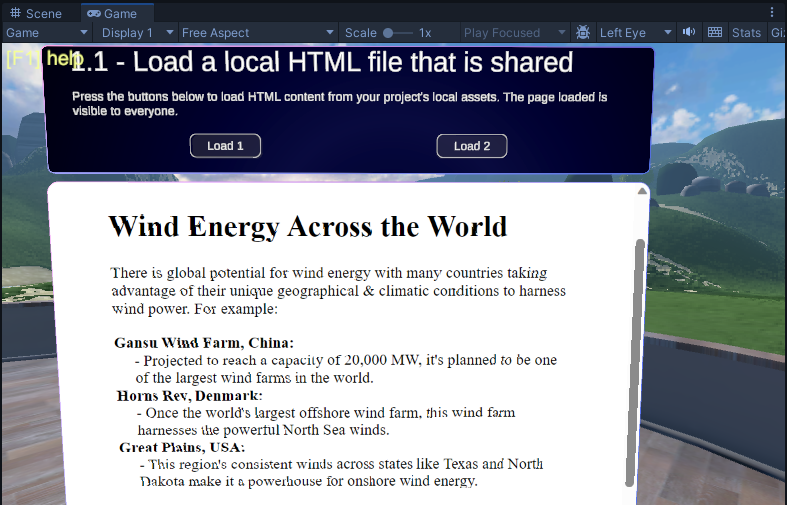 Scene Game
Game Display 1 Free Aspect Scale 1x Play Focused Left Eye Stats Gi
[F1] help
1.1 - Load a local HTML file that is shared
Press the buttons below to load HTML content from your project's local assets. The page loaded is
visible to everyone.
Load 1 Load 2
Wind Energy Across the World
There is global potential for wind energy with many countries taking
advantage of their unique geographical & climatic conditions to harness
wind power. For example:
Gansu Wind Farm, China:
- Projected to reach a capacity of 20,000 MW, it's planned to be one
of the largest wind farms in the world.
Horns Rev, Denmark:
- Once the world's largest offshore wind farm, this wind farm
harnesses the powerful North Sea winds.
Great Plains, USA:
- This region's consistent winds across states like Texas and North
Dakota make it a powerhouse for onshore wind energy.